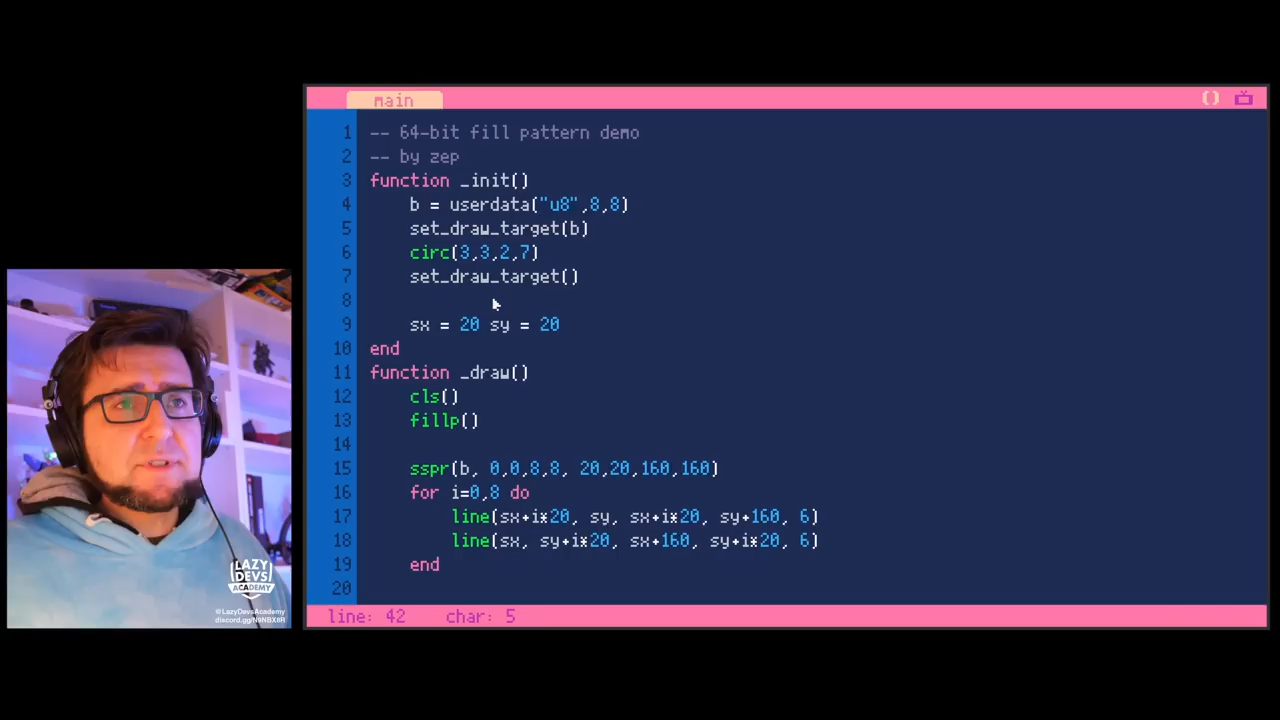 main
1 -- 64-bit fill pattern demo
2 -- by zep
3 function _init()
4 b = userdata("u8",8,8)
5 set_draw_target(b)
6 circ(3,3,2,7)
7 set_draw_target()
8
9 sx = 20 sy = 20
10 end
11 function _draw()
12 cls()
13 fillp()
14
15 sspr(b, 0,0,8,8, 20,20,160,160)
16 for i=0,8 do
17 line(sx+i*20, sy, sx+i*20, sy+160, 6)
18 line(sx, sy+i*20, sx+160, sy+i*20, 6)
19 end
20
line: 42 char: 5
LAZY
DEVS
ACADEMY
@LazyDevsAcademy